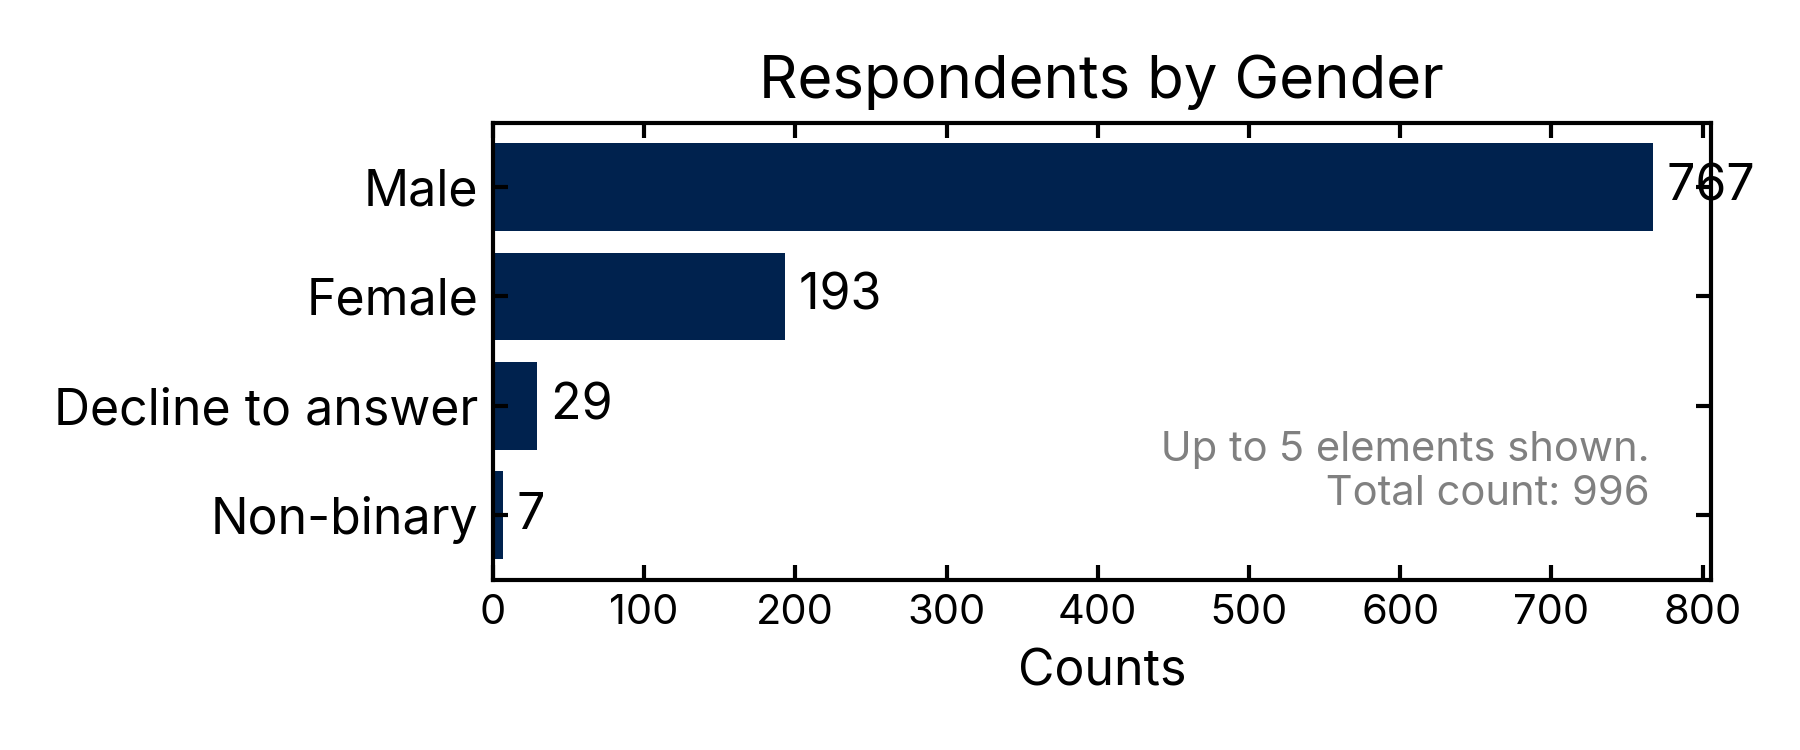 Respondents by Gender
Male
767
Female
193
Decline to answer
29
Up to 5 elements shown.
Total count: 996
Non-binary
7
0 100 200 300 400 500 600 700 800
Counts